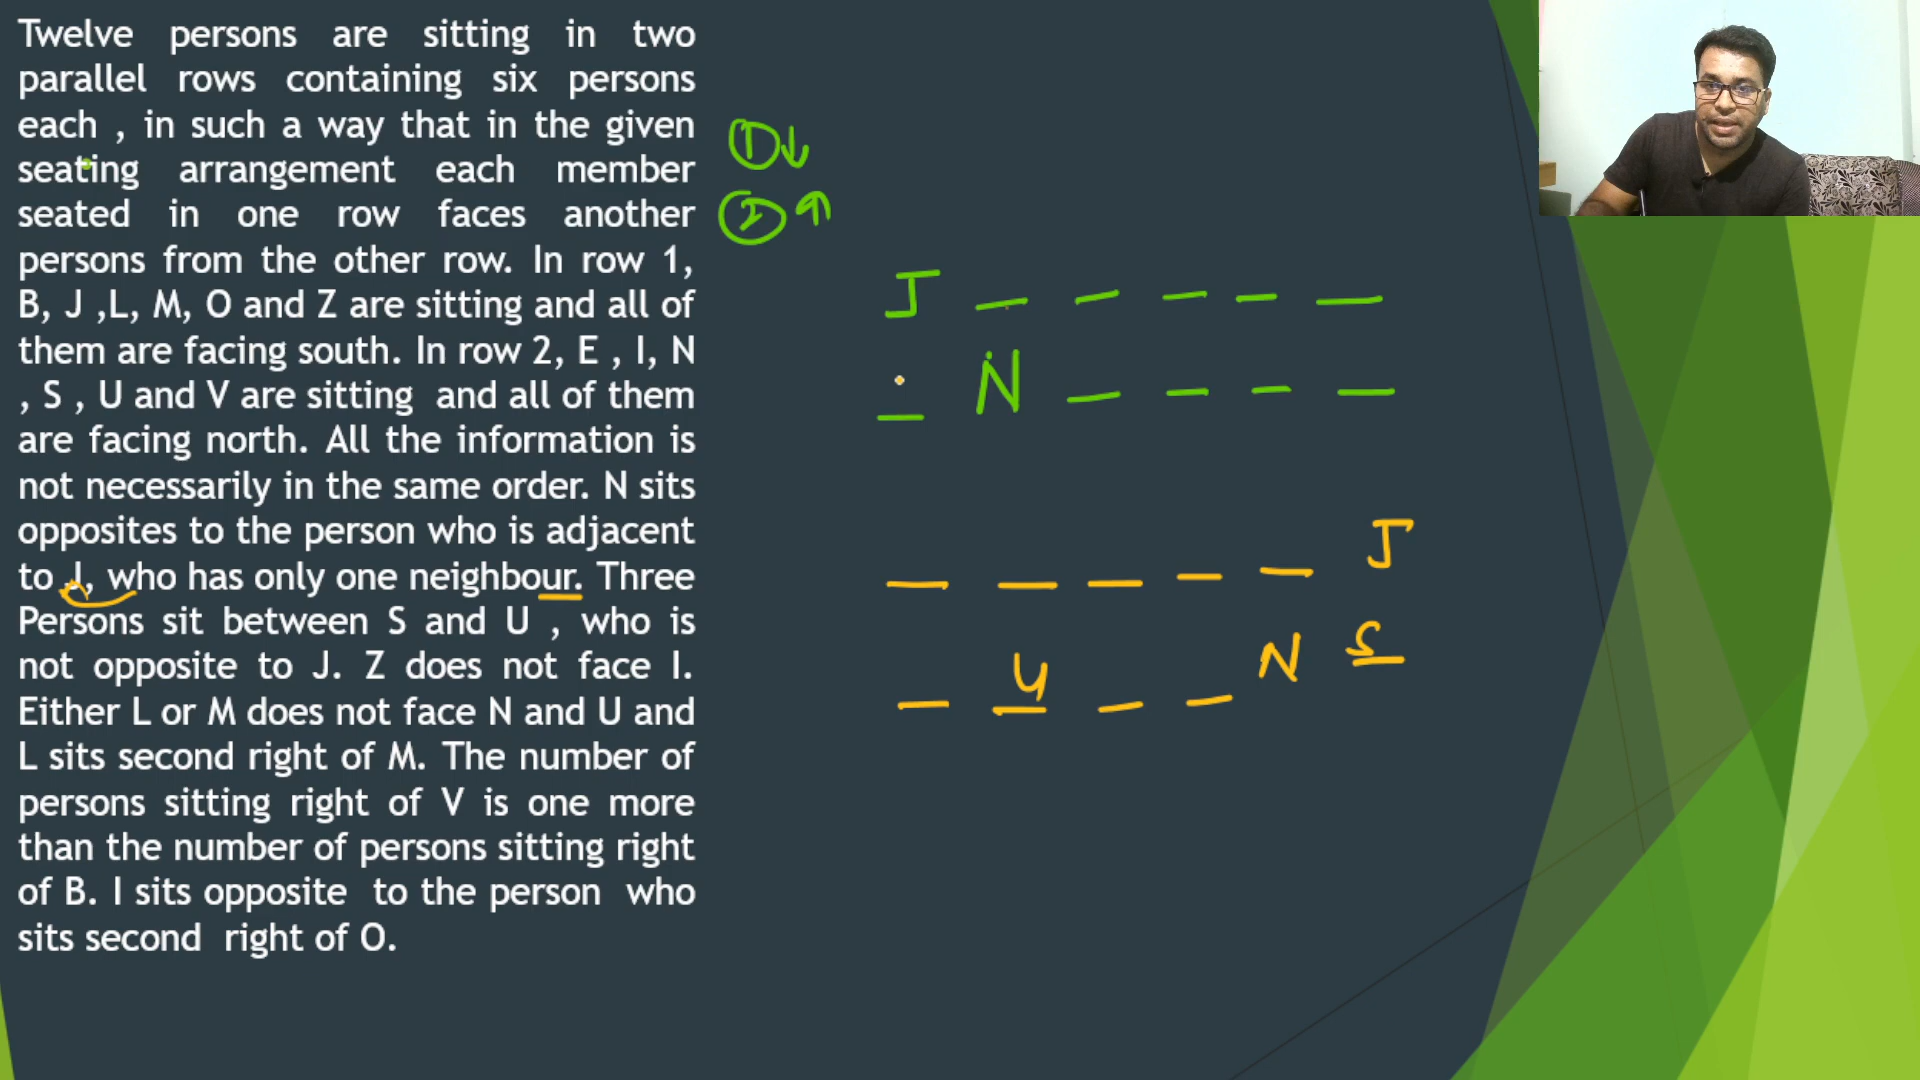 Twelve persons are sitting in two
parallel rows containing six persons
each , in such a way that in the given
seating arrangement each member
seated in one row faces another
persons from the other row. In row 1,
B, J ,L, M, O and Z are sitting and all of
them are facing south. In row 2, E , I, N
, S , U and V are sitting and all of them
are facing north. All the information is
not necessarily in the same order. N sits
opposites to the person who is adjacent
to J, who has only one neighbour. Three
Persons sit between S and U , who is
not opposite to J. Z does not face I.
Either L or M does not face N and U and
L sits second right of M. The number of
persons sitting right of V is one more
than the number of persons sitting right
of B. I sits opposite to the person who
sits second right of O.
1 ↓
2 ↑
J _ _ _ _ _
_ N _ _ _ _
_ _ _ _ _ J
_ U _ _ N S